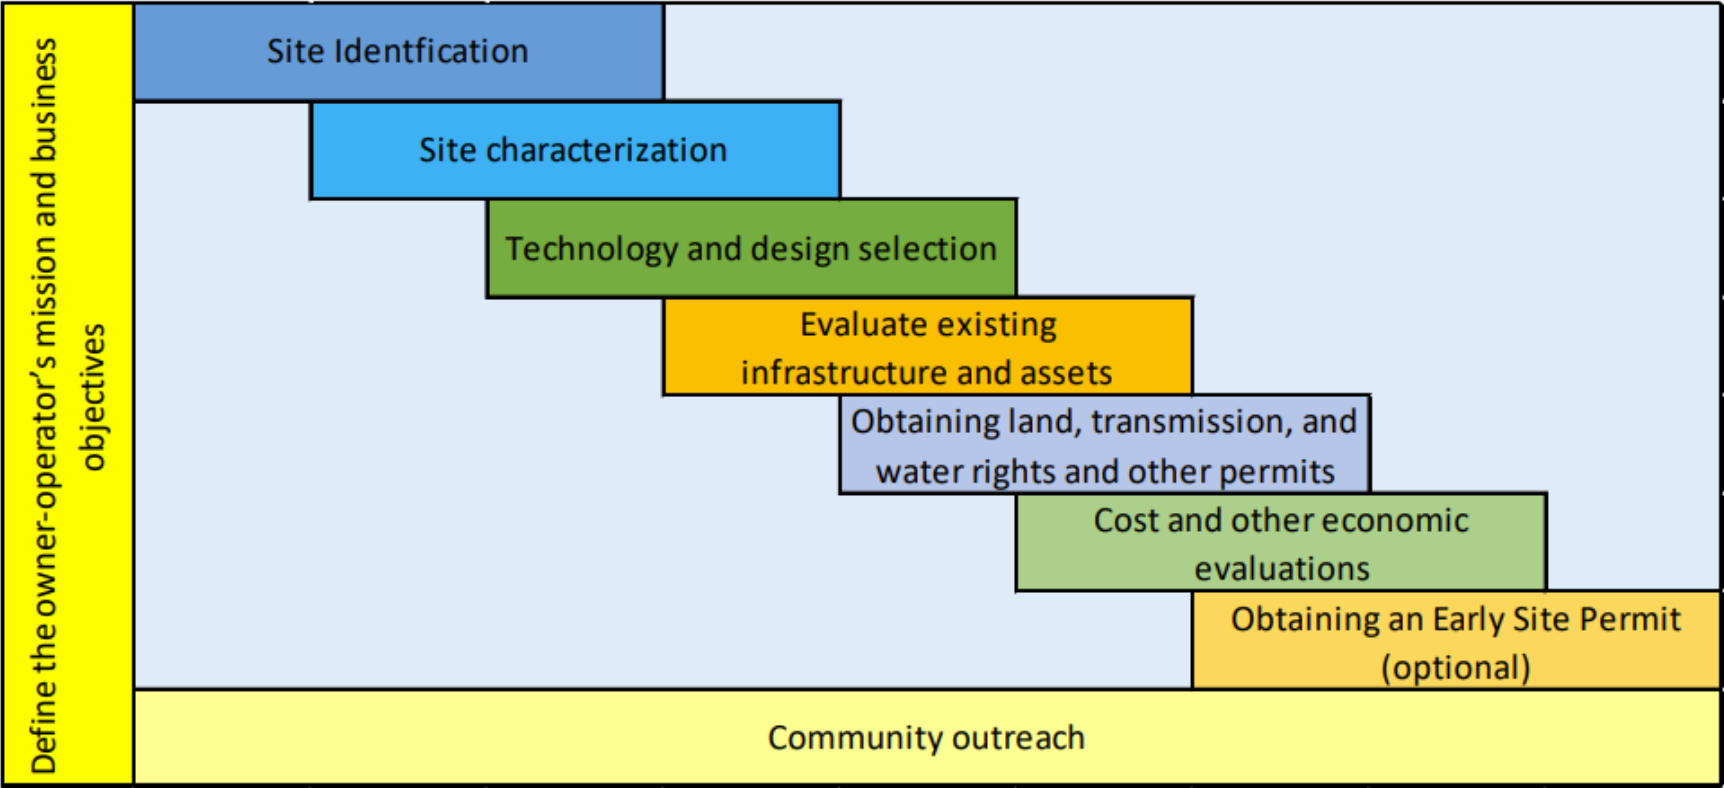 Define the owner-operator’s mission and business
objectives
Site Identfication
Site characterization
Technology and design selection
Evaluate existing
infrastructure and assets
Obtaining land, transmission, and
water rights and other permits
Cost and other economic
evaluations
Obtaining an Early Site Permit
(optional)
Community outreach